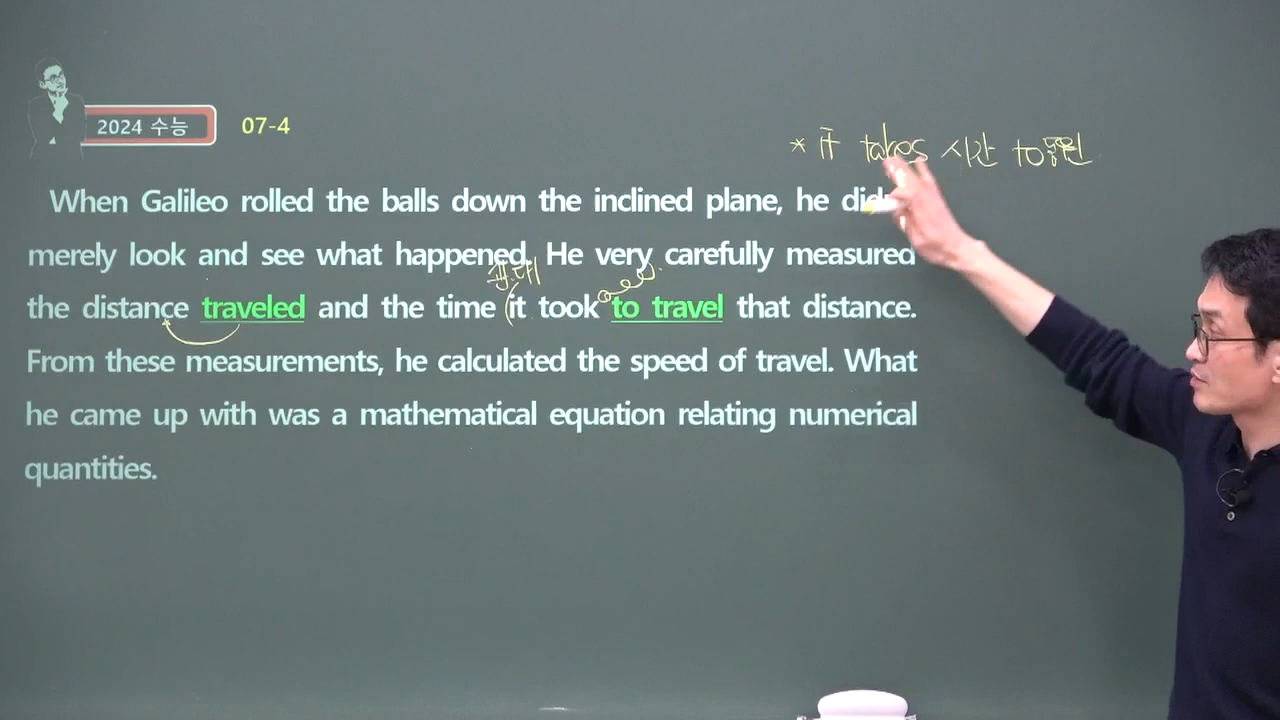 2024 수능
07-4
* it takes 시간 to동원
When Galileo rolled the balls down the inclined plane, he
merely look and see what happened. He very carefully measured
the distance traveled and the time it took to travel that distance.
From these measurements, he calculated the speed of travel. What
he came up with was a mathematical equation relating numerical
quantities.